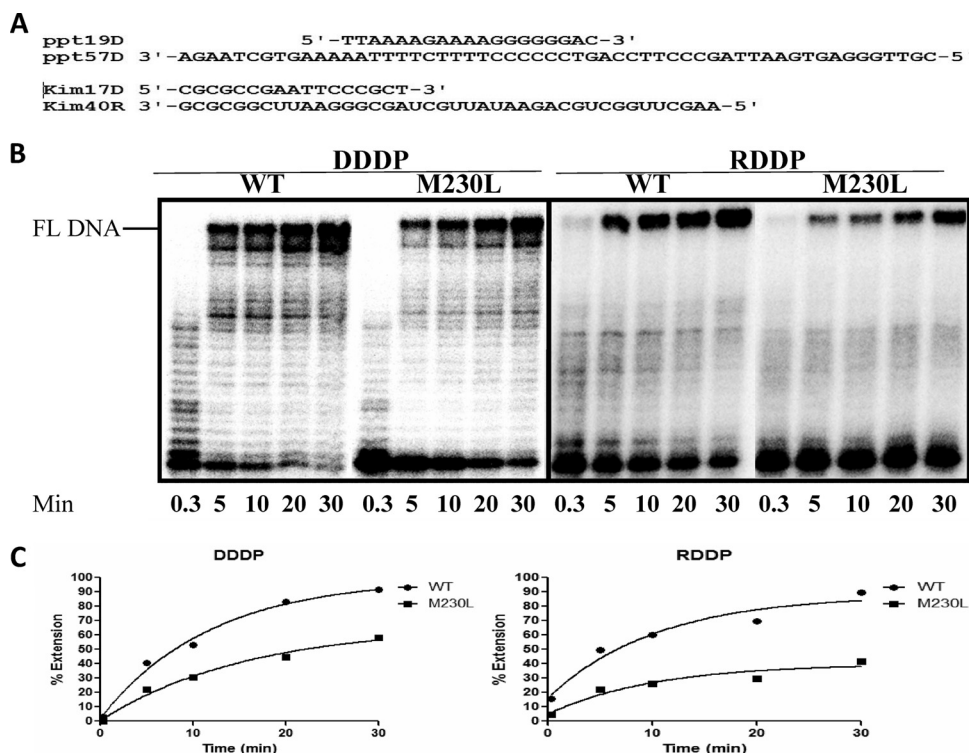 A
ppt19D 5'-TTAAAAGAAAAGGGGGGAC-3'
ppt57D 3'-AGAATCGTGAAAAATTTTCTTTTCCCCCCTGACCTTCCCGATTAAGTGAGGGTTGC-5'
Kim17D 5'-CGCGCCGAATTCCCGCT-3'
Kim40R 3'-GCGCGGCUUAAGGGCGAUCGUUAUAAGACGUCGGUUCGAA-5'
B
DDDP RDDP
WT M230L WT M230L
FL DNA
Min 0.3 5 10 20 30 0.3 5 10 20 30 0.3 5 10 20 30 0.3 5 10 20 30
C
DDDP
% Extension
100
90
80
70
60
50
40
30
20
10
0
0 10 20 30
Time (min)
WT
M230L
RDDP
% Extension
100
90
80
70
60
50
40
30
20
10
0
0 10 20 30
Time (min)
WT
M230L